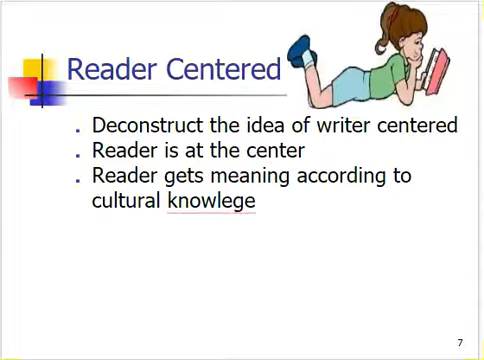 Reader Centered
Deconstruct the idea of writer centered
Reader is at the center
Reader gets meaning according to
cultural knowlege
7